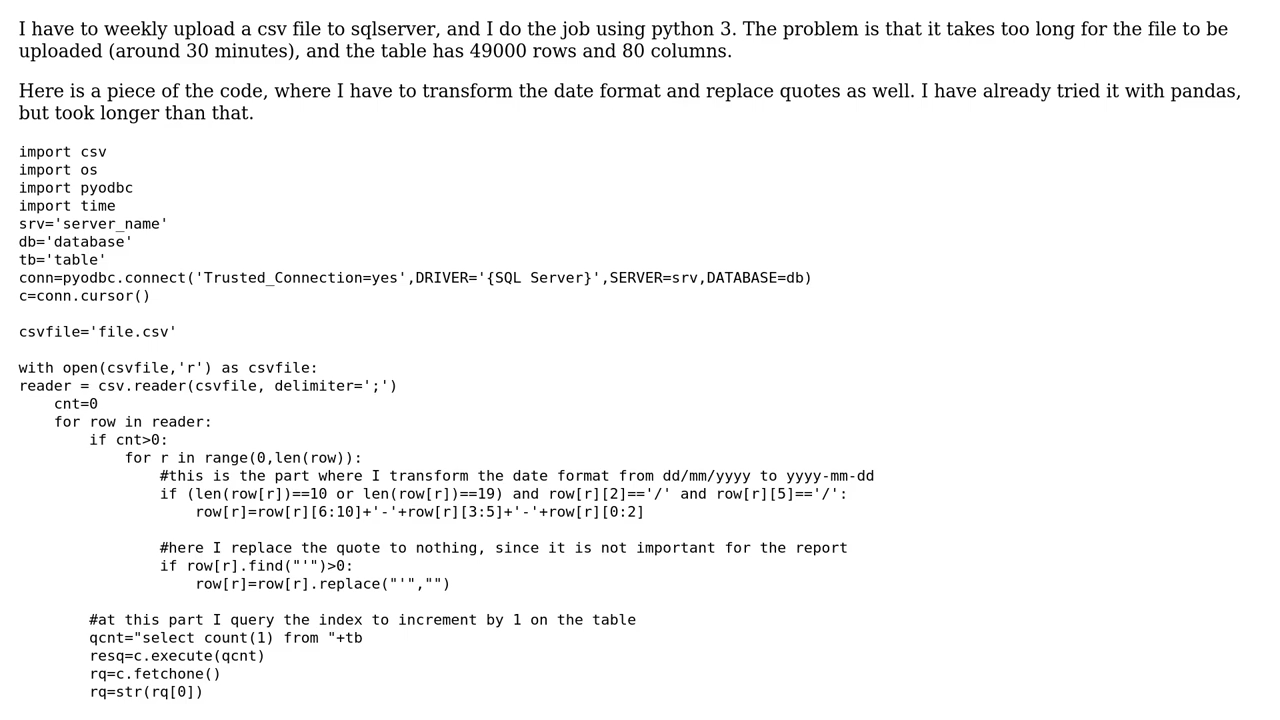 I have to weekly upload a csv file to sqlserver, and I do the job using python 3. The problem is that it takes too long for the file to be
uploaded (around 30 minutes), and the table has 49000 rows and 80 columns.
Here is a piece of the code, where I have to transform the date format and replace quotes as well. I have already tried it with pandas,
but took longer than that.
import csv
import os
import pyodbc
import time
srv='server_name'
db='database'
tb='table'
conn=pyodbc.connect('Trusted_Connection=yes',DRIVER='{SQL Server}',SERVER=srv,DATABASE=db)
c=conn.cursor()
csvfile='file.csv'
with open(csvfile,'r') as csvfile:
reader = csv.reader(csvfile, delimiter=';')
    cnt=0
    for row in reader:
        if cnt>0:
            for r in range(0,len(row)):
                #this is the part where I transform the date format from dd/mm/yyyy to yyyy-mm-dd
                if (len(row[r])==10 or len(row[r])==19) and row[r][2]=='/' and row[r][5]=='/':
                    row[r]=row[r][6:10]+'-'+row[r][3:5]+'-'+row[r][0:2]
                #here I replace the quote to nothing, since it is not important for the report
                if row[r].find("'")>0:
                    row[r]=row[r].replace("'","")
        #at this part I query the index to increment by 1 on the table
        qcnt="select count(1) from "+tb
        resq=c.execute(qcnt)
        rq=c.fetchone()
        rq=str(rq[0])